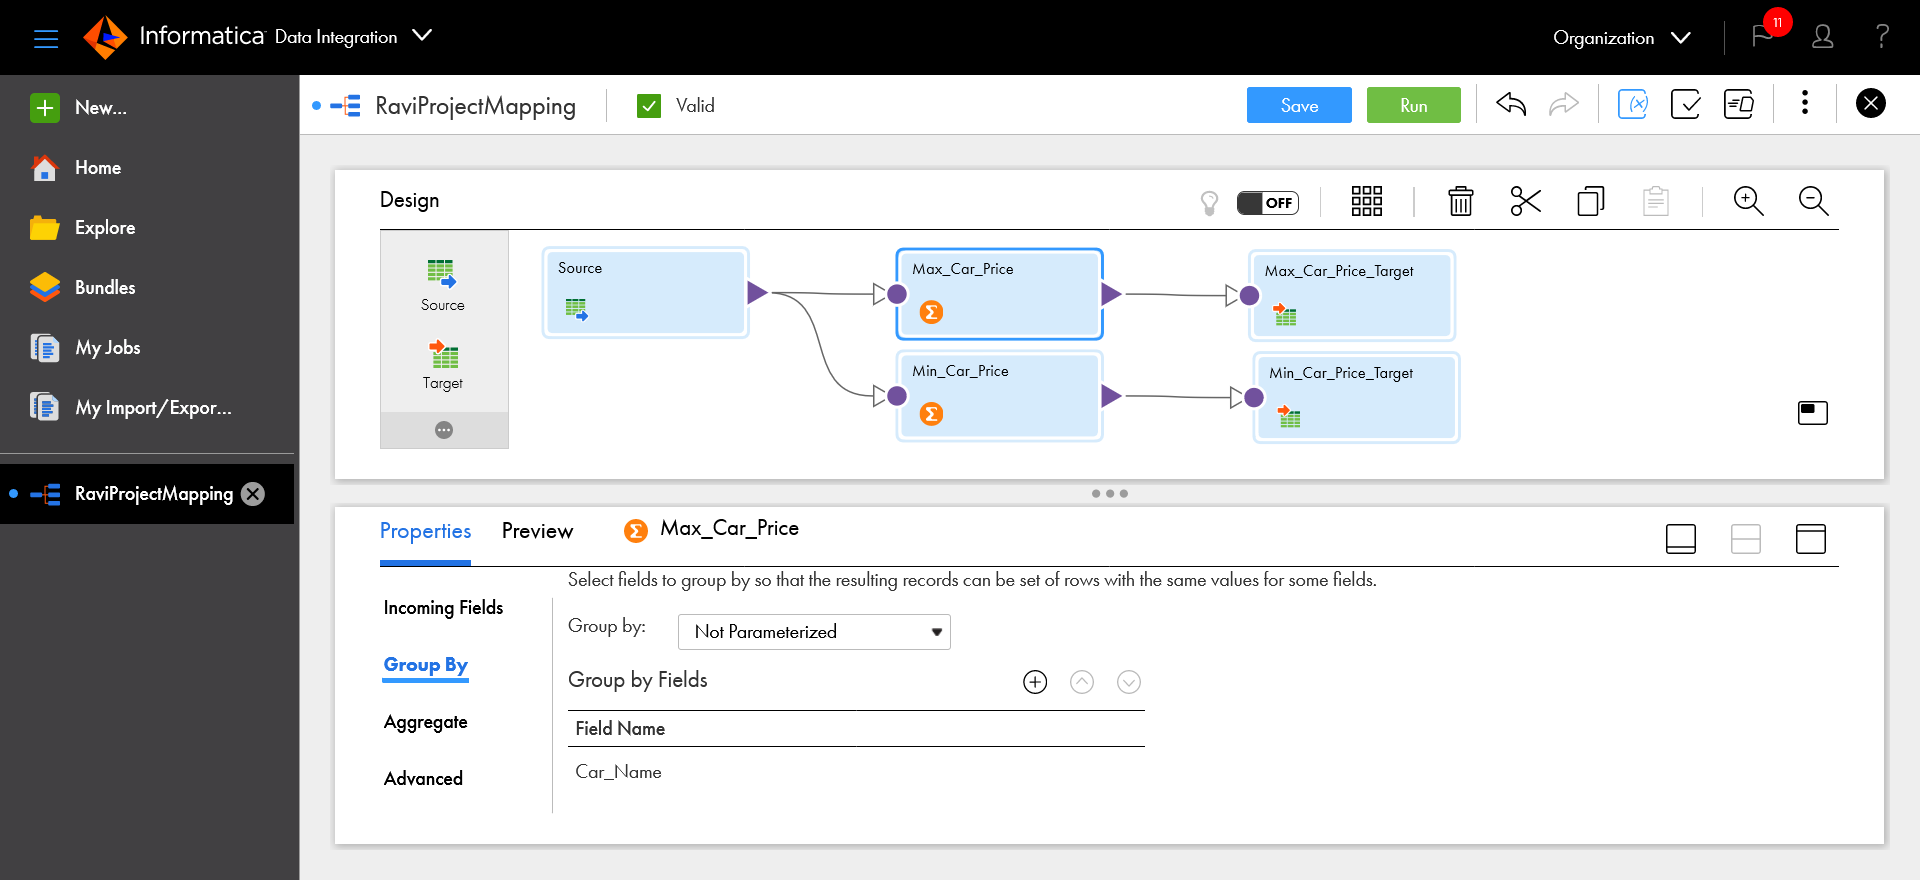 Informatica Data Integration
Organization
11
?
New...
Home
Explore
Bundles
My Jobs
My Import/Expor...
RaviProjectMapping
RaviProjectMapping
Valid
Save
Run
(x)
Design
OFF
Source
Target
Source
Max_Car_Price
Σ
Max_Car_Price_Target
Min_Car_Price
Σ
Min_Car_Price_Target
Properties
Preview
Σ Max_Car_Price
Incoming Fields
Group By
Aggregate
Advanced
Select fields to group by so that the resulting records can be set of rows with the same values for some fields.
Group by:
Not Parameterized
Group by Fields
Field Name
Car_Name